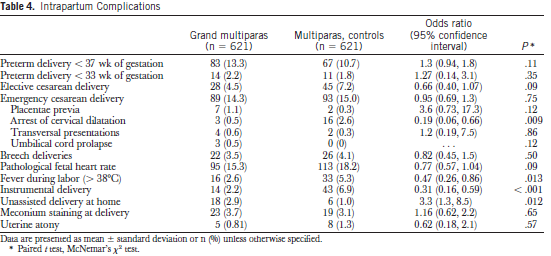 Table 4. Intrapartum Complications
Grand multiparas (n = 621) Multiparas, controls (n = 621) Odds ratio (95% confidence interval) P*
Preterm delivery < 37 wk of gestation 83 (13.3) 67 (10.7) 1.3 (0.94, 1.8) .11
Preterm delivery < 33 wk of gestation 14 (2.2) 11 (1.8) 1.27 (0.14, 3.1) .35
Elective cesarean delivery 28 (4.5) 45 (7.2) 0.66 (0.40, 1.07) .09
Emergency cesarean delivery 89 (14.3) 93 (15.0) 0.95 (0.69, 1.3) .75
Placentae previa 7 (1.1) 2 (0.3) 3.6 (0.73, 17.3) .12
Arrest of cervical dilatation 3 (0.5) 16 (2.6) 0.19 (0.06, 0.66) .009
Transversal presentations 4 (0.6) 2 (0.3) 1.2 (0.19, 7.5) .86
Umbilical cord prolapse 3 (0.5) 0 (0) . . . .12
Breech deliveries 22 (3.5) 26 (4.1) 0.82 (0.45, 1.5) .50
Pathological fetal heart rate 95 (15.3) 113 (18.2) 0.77 (0.57, 1.04) .09
Fever during labor (> 38°C) 16 (2.6) 33 (5.3) 0.47 (0.26, 0.86) .013
Instrumental delivery 14 (2.2) 43 (6.9) 0.31 (0.16, 0.59) < .001
Unassisted delivery at home 18 (2.9) 6 (1.0) 3.3 (1.3, 8.5) .012
Meconium staining at delivery 23 (3.7) 19 (3.1) 1.16 (0.62, 2.2) .65
Uterine atony 5 (0.81) 8 (1.3) 0.62 (0.18, 2.1) .57
Data are presented as mean ± standard deviation or n (%) unless otherwise specified.
* Paired t test, McNemar's χ² test.